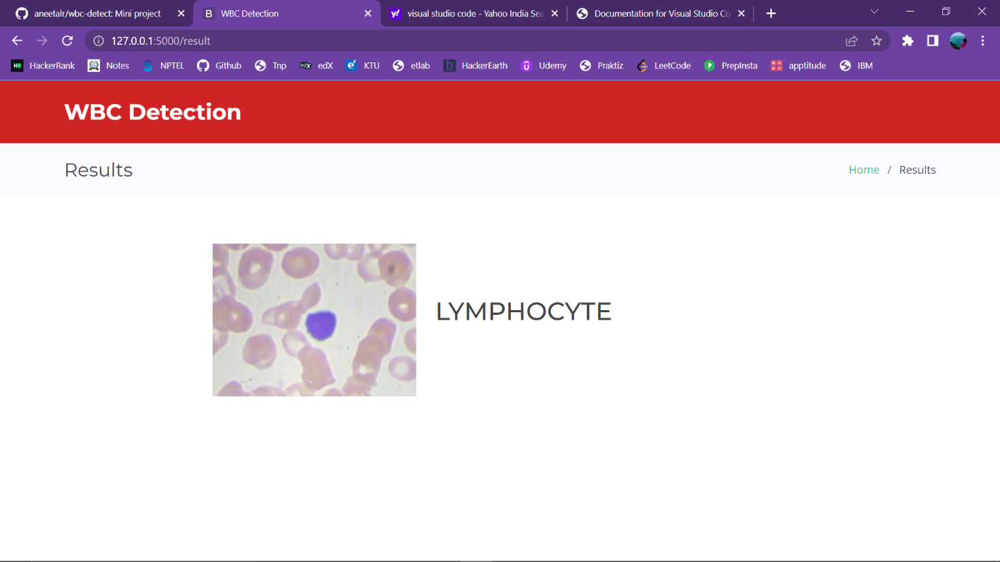 aneetalr/wbc-detect: Mini project
WBC Detection
visual studio code - Yahoo India Sea
Documentation for Visual Studio Co
127.0.0.1:5000/result
HackerRank Notes NPTEL Github Tnp edX KTU etlab HackerEarth Udemy Praktiz LeetCode PrepInsta apptitude IBM
WBC Detection
Results
Home / Results
LYMPHOCYTE